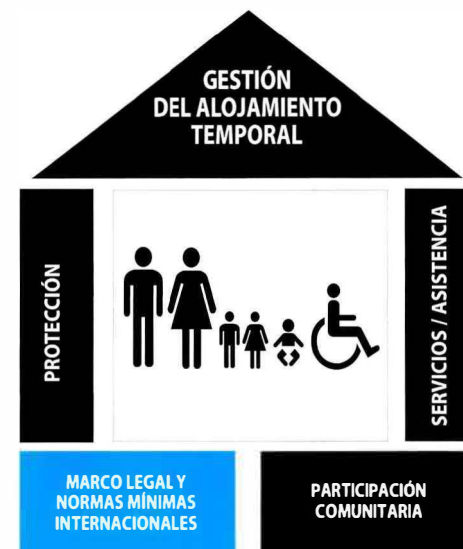 GESTIÓN
DEL ALOJAMIENTO
TEMPORAL
PROTECCIÓN
SERVICIOS / ASISTENCIA
MARCO LEGAL Y
NORMAS MÍNIMAS
INTERNACIONALES
PARTICIPACIÓN
COMUNITARIA